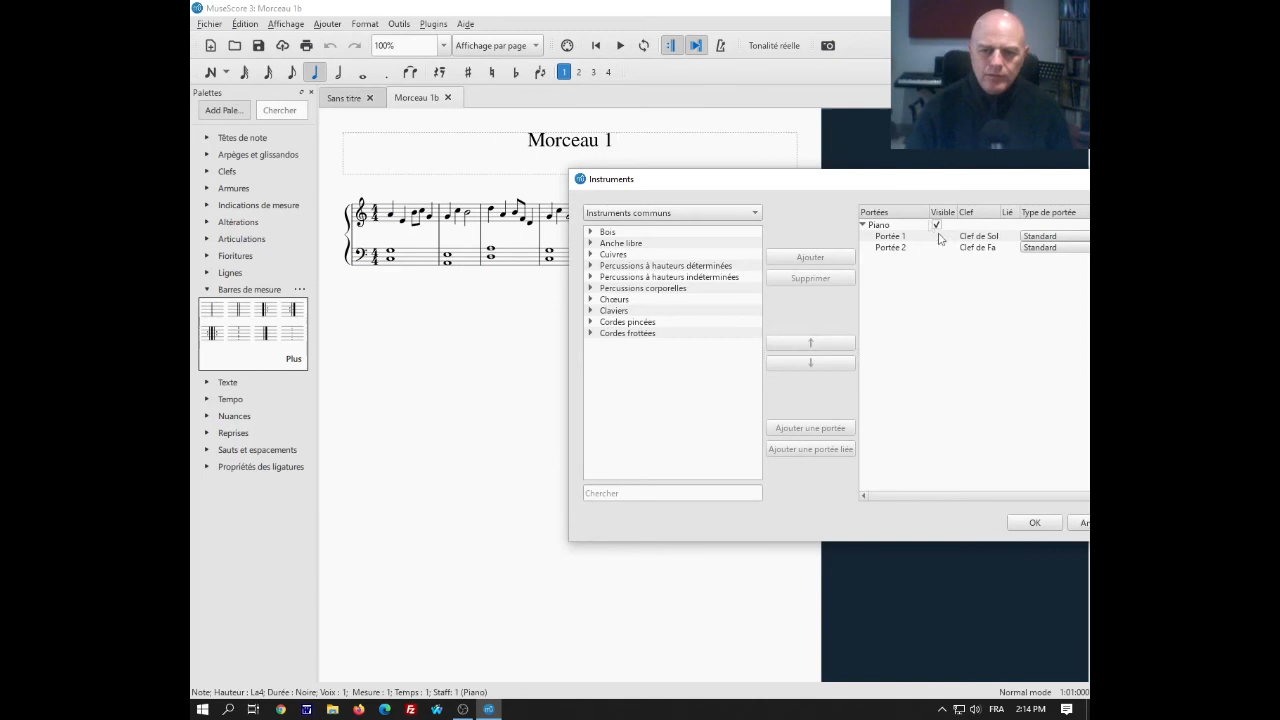 MuseScore 3: Morceau 1b
Fichier Édition Affichage Ajouter Format Outils Plugins Aide
100% Affichage par page Tonalité réelle
1 2 3 4
Palettes
Add Pale... Chercher
Sans titre Morceau 1b
Têtes de note
Arpéges et glissandos
Clefs
Armures
Indications de mesure
Altérations
Articulations
Fioritures
Lignes
Barres de mesure ...
Plus
Texte
Tempo
Nuances
Reprises
Sauts et espacements
Propriétés des ligatures
Morceau 1
Instruments
Instruments communs
Bois
Anche libre
Cuivres
Percussions à hauteurs déterminées
Percussions à hauteurs indéterminées
Percussions corporelles
Chœurs
Claviers
Cordes pincées
Cordes frottées
Chercher
Ajouter
Supprimer
Ajouter une portée
Ajouter une portée liée
Portées Visible Clef Lié Type de portée
Piano
Portée 1 Clef de Sol Standard
Portée 2 Clef de Fa Standard
OK An
Note; Hauteur : La4; Durée : Noire; Voix : 1; Mesure : 1; Temps : 1; Staff: 1 (Piano) Normal mode 1:01:000
FRA 2:14 PM